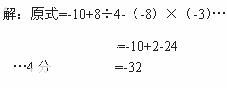 解：原式=-10+8÷4-（-8）×（-3）…
=-10+2-24
…4 分 =-32